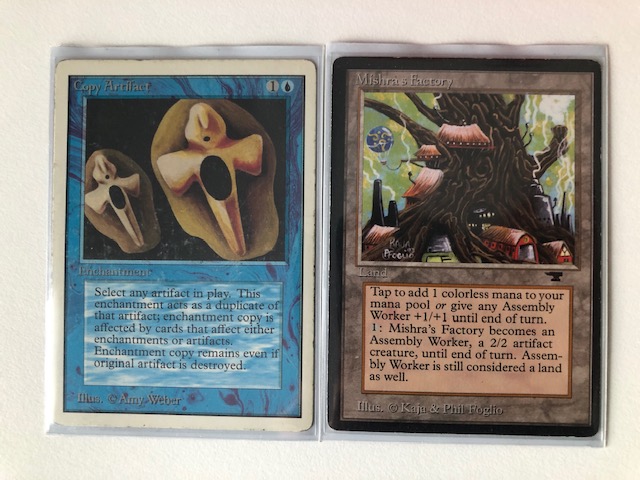 Copy Artifact 1
Enchantment
Select any artifact in play. This
enchantment acts as a duplicate of
that artifact; enchantment copy is
affected by cards that affect either
enchantments or artifacts.
Enchantment copy remains even if
original artifact is destroyed.
Illus. © Amy Weber
Mishra's Factory
Phil
Foglio
Land
Tap to add 1 colorless mana to your
mana pool or give any Assembly
Worker +1/+1 until end of turn.
1: Mishra's Factory becomes an
Assembly Worker, a 2/2 artifact
creature, until end of turn. Assem-
bly Worker is still considered a land
as well.
Illus. © Kaja & Phil Foglio